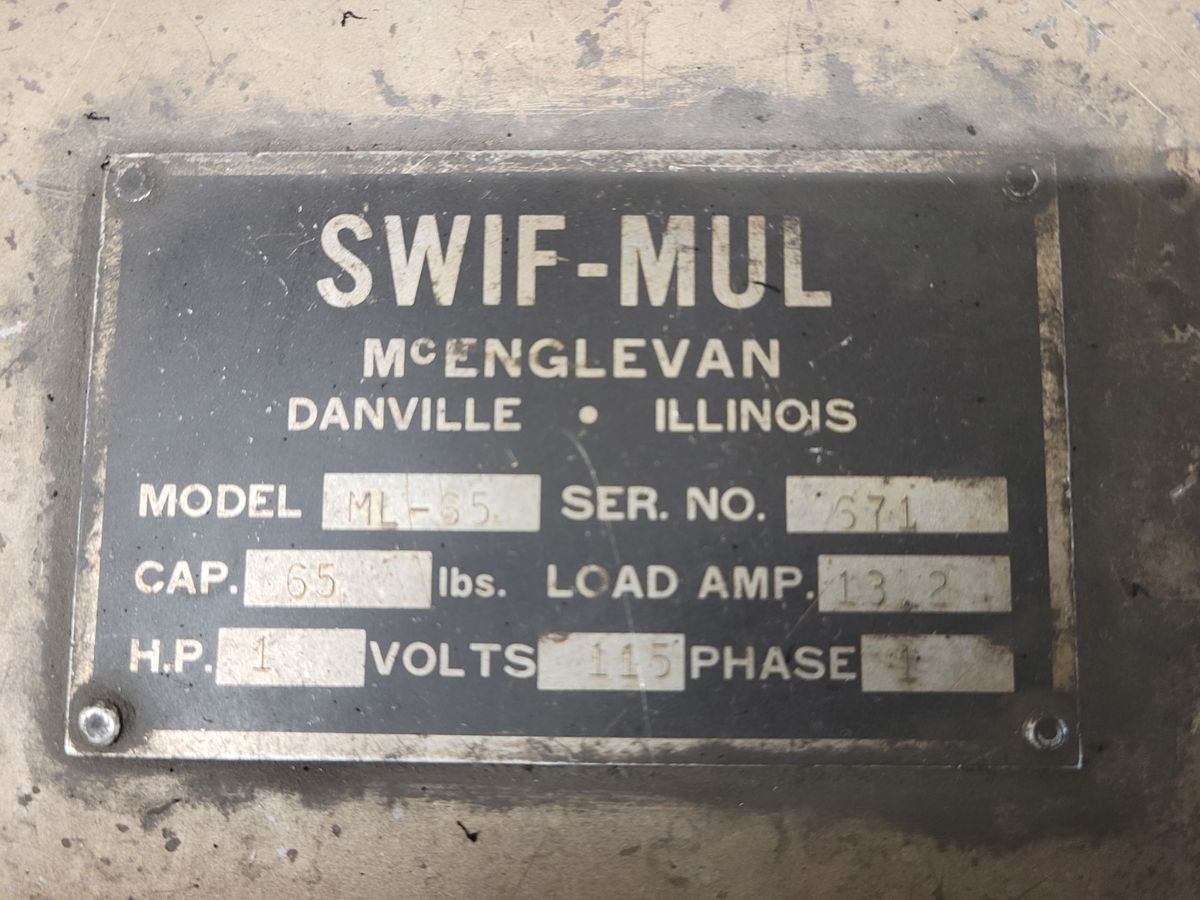 SWIF-MUL
McENGLEVAN
DANVILLE • ILLINOIS
MODEL ML-65 SER. NO. 671
CAP. 65 lbs. LOAD AMP. 13.2
H.P. 1 VOLTS 115 PHASE 1